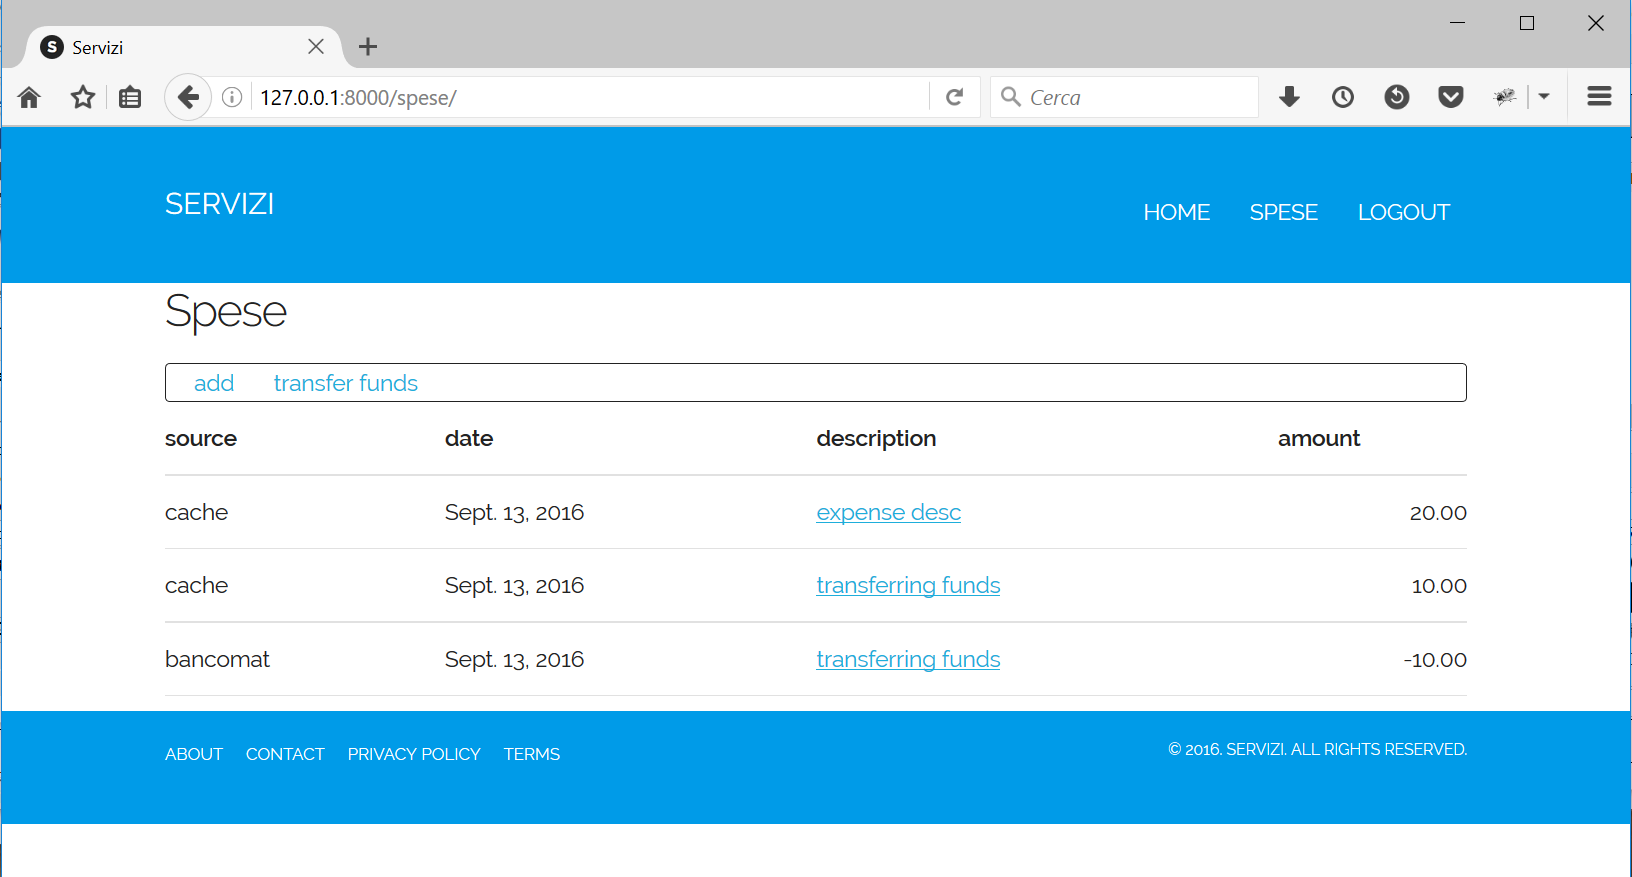 Servizi
127.0.0.1:8000/spese/
Cerca
SERVIZI
HOME SPESE LOGOUT
Spese
add transfer funds
source date description amount
cache Sept. 13, 2016 expense desc 20.00
cache Sept. 13, 2016 transferring funds 10.00
bancomat Sept. 13, 2016 transferring funds -10.00
ABOUT CONTACT PRIVACY POLICY TERMS
© 2016. SERVIZI. ALL RIGHTS RESERVED.